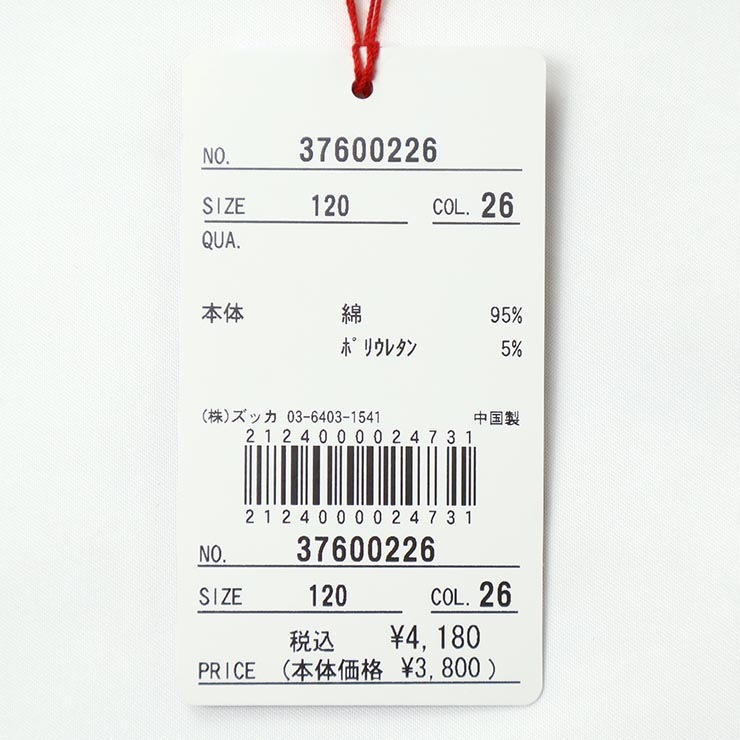 NO. 37600226
SIZE 120 COL. 26
QUA.
本体 綿 95%
ポリウレタン 5%
(株)ズッカ 03-6403-1541 中国製
2124000024731
2124000024731
NO. 37600226
SIZE 120 COL. 26
税込 ¥4,180
PRICE (本体価格 ¥3,800)